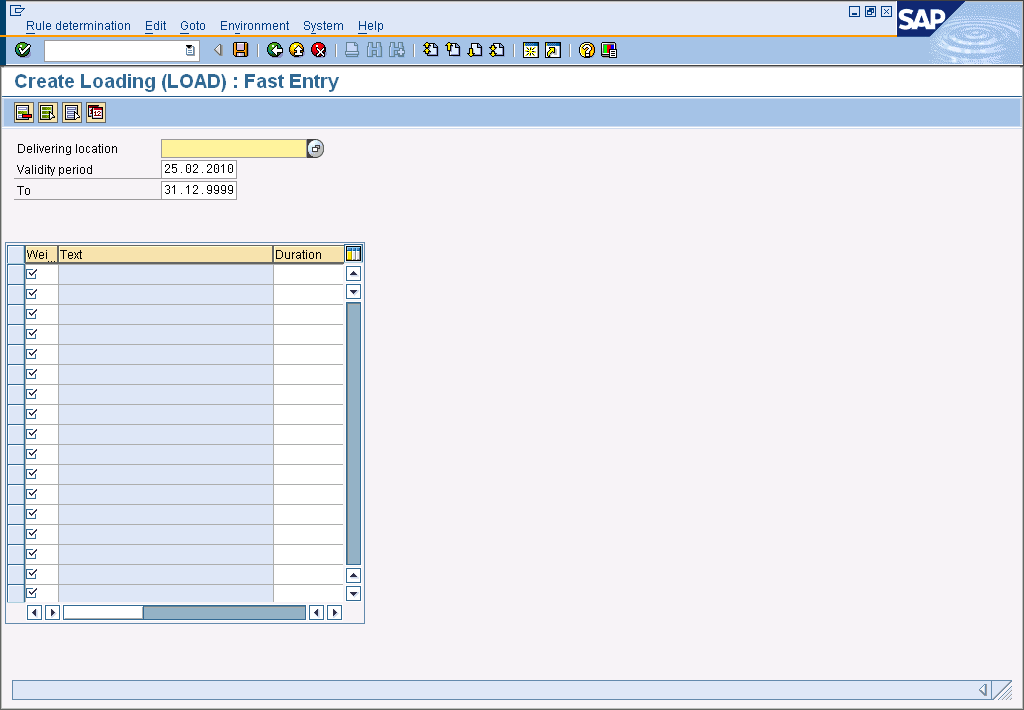 Rule determination Edit Goto Environment System Help
SAP
Create Loading (LOAD) : Fast Entry
12
Delivering location
Validity period 25.02.2010
To 31.12.9999
Wei... Text Duration